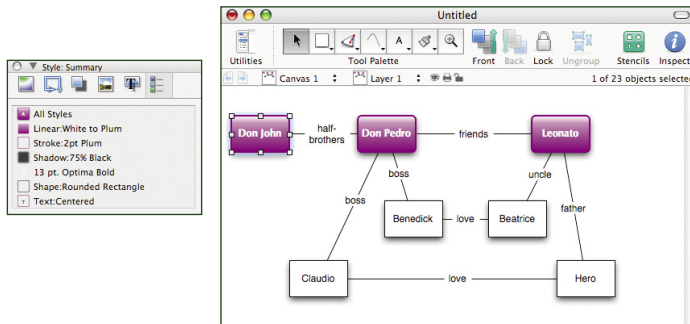 Style: Summary
All Styles
Linear:White to Plum
Stroke:2pt Plum
Shadow:75% Black
13 pt. Optima Bold
Shape:Rounded Rectangle
Text:Centered
Untitled
Utilities
Tool Palette
Front
Back
Lock
Ungroup
Stencils
Inspect
Canvas 1
Layer 1
1 of 23 objects selected
Don John
half-
brothers
Don Pedro
friends
Leonato
boss
uncle
boss
father
Benedick
love
Beatrice
Claudio
love
Hero